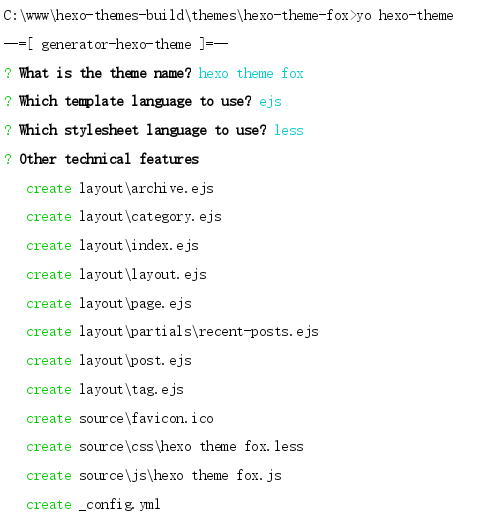 C:\www\hexo-themes-build\themes\hexo-theme-fox>yo hexo-theme
--=[ generator-hexo-theme ]=--
? What is the theme name? hexo theme fox
? Which template language to use? ejs
? Which stylesheet language to use? less
? Other technical features
create layout\archive.ejs
create layout\category.ejs
create layout\index.ejs
create layout\layout.ejs
create layout\page.ejs
create layout\partials\recent-posts.ejs
create layout\post.ejs
create layout\tag.ejs
create source\favicon.ico
create source\css\hexo theme fox.less
create source\js\hexo theme fox.js
create _config.yml